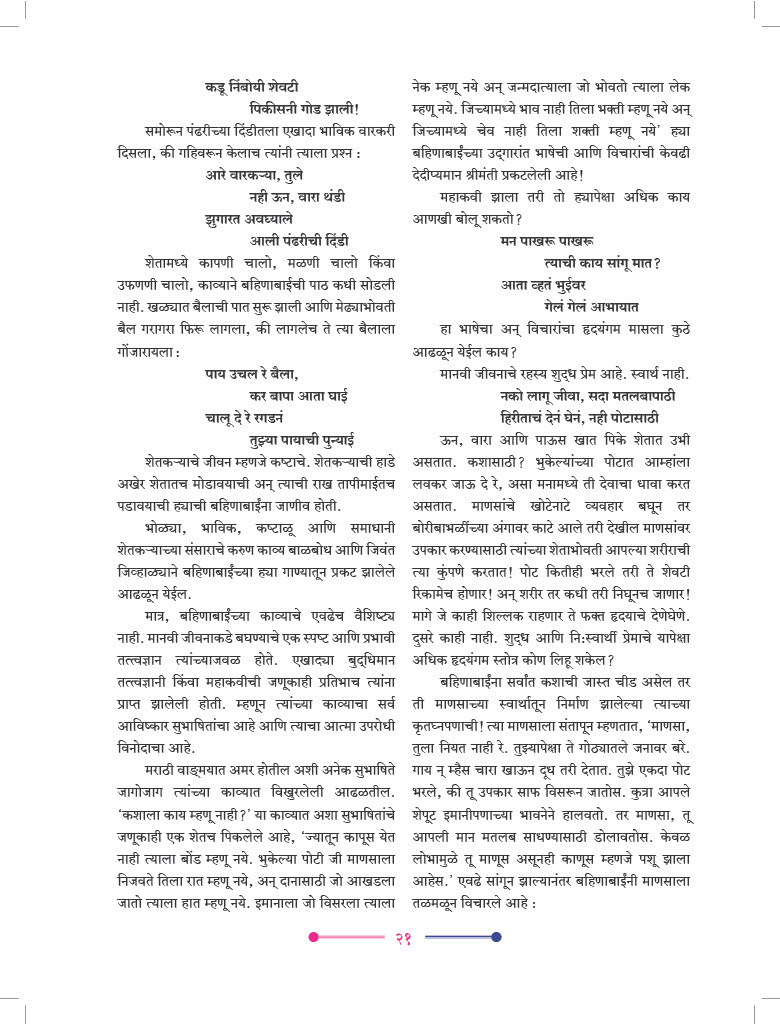 कडू निंबोयी शेवटी
पिकीसनी गोड झाली!
समोरून पंढरीच्या दिंडीतला एखादा भाविक वारकरी
दिसला, की गहिवरून केलाच त्यांनी त्याला प्रश्न :
आरे वारकऱ्या, तुले
नही ऊन, वारा थंडी
झुगारत अवघ्याले
आली पंढरीची दिंडी
शेतामध्ये कापणी चालो, मळणी चालो किंवा
उफणणी चालो, काव्याने बहिणाबाईंची पाठ कधी सोडली
नाही. खळ्यात बैलाची पात सुरू झाली आणि मेढ्याभोवती
बैल गरागरा फिरू लागला, की लागलेच ते त्या बैलाला
गोंजारायला :
पाय उचल रे बैला,
कर बापा आता घाई
चालू दे रे रगडनं
तुझ्या पायाची पुन्याई
शेतकऱ्याचे जीवन म्हणजे कष्टाचे. शेतकऱ्याची हाडे
अखेर शेतातच मोडावयाची अन् त्याची राख तापीमाईतच
पडावयाची ह्याची बहिणाबाईंना जाणीव होती.
भोळ्या, भाविक, कष्टाळू आणि समाधानी
शेतकऱ्याच्या संसाराचे करुण काव्य बाळबोध आणि जिवंत
जिव्हाळ्याने बहिणाबाईंच्या ह्या गाण्यातून प्रकट झालेले
आढळून येईल.
मात्र, बहिणाबाईंच्या काव्याचे एवढेच वैशिष्ट्य
नाही. मानवी जीवनाकडे बघण्याचे एक स्पष्ट आणि प्रभावी
तत्त्वज्ञान त्यांच्याजवळ होते. एखाद्या बुद्धिमान
तत्त्वज्ञानी किंवा महाकवीची जणूकाही प्रतिभाच त्यांना
प्राप्त झालेली होती. म्हणून त्यांच्या काव्याचा सर्व
आविष्कार सुभाषितांचा आहे आणि त्याचा आत्मा उपरोधी
विनोदाचा आहे.
मराठी वाङ्मयात अमर होतील अशी अनेक सुभाषिते
जागोजाग त्यांच्या काव्यात विखुरलेली आढळतील.
‘कशाला काय म्हणू नाही?’ या काव्यात अशा सुभाषितांचे
जणूकाही एक शेतच पिकलेले आहे, ‘ज्यातून कापूस येत
नाही त्याला बोंड म्हणू नये. भुकेल्या पोटी जी माणसाला
निजवते तिला रात म्हणू नये, अन् दानासाठी जो आखडला
जातो त्याला हात म्हणू नये. इमानाला जो विसरला त्याला
नेक म्हणू नये अन् जन्मदात्याला जो भोवतो त्याला लेक
म्हणू नये. जिच्यामध्ये भाव नाही तिला भक्ती म्हणू नये अन्
जिच्यामध्ये चेव नाही तिला शक्ती म्हणू नये’ ह्या
बहिणाबाईंच्या उद्गारांत भाषेची आणि विचारांची केवढी
देदीप्यमान श्रीमंती प्रकटलेली आहे!
महाकवी झाला तरी तो ह्यापेक्षा अधिक काय
आणखी बोलू शकतो?
मन पाखरू पाखरू
त्याची काय सांगू मात?
आता व्हतं भुईवर
गेलं गेलं आभायात
हा भाषेचा अन् विचारांचा हृदयंगम मासला कुठे
आढळून येईल काय?
मानवी जीवनाचे रहस्य शुद्ध प्रेम आहे. स्वार्थ नाही.
नको लागू जीवा, सदा मतलबापाठी
हिरीताचं देनं घेनं, नही पोटासाठी
ऊन, वारा आणि पाऊस खात पिके शेतात उभी
असतात. कशासाठी? भुकेल्यांच्या पोटात आम्हांला
लवकर जाऊ दे रे, असा मनामध्ये ती देवाचा धावा करत
असतात. माणसांचे खोटेनाटे व्यवहार बघून तर
बोरीबाभळींच्या अंगावर काटे आले तरी देखील माणसांवर
उपकार करण्यासाठी त्यांच्या शेताभोवती आपल्या शरीराची
त्या कुंपणे करतात! पोट कितीही भरले तरी ते शेवटी
रिकामेच होणार! अन् शरीर तर कधी तरी निघूनच जाणार!
मागे जे काही शिल्लक राहणार ते फक्त हृदयाचे देणेघेणे.
दुसरे काही नाही. शुद्ध आणि नि:स्वार्थी प्रेमाचे यापेक्षा
अधिक हृदयंगम स्तोत्र कोण लिहू शकेल?
बहिणाबाईंना सर्वांत कशाची जास्त चीड असेल तर
ती माणसाच्या स्वार्थातून निर्माण झालेल्या त्याच्या
कृतघ्नपणाची! त्या माणसाला संतापून म्हणतात, ‘माणसा,
तुला नियत नाही रे. तुझ्यापेक्षा ते गोठ्यातले जनावर बरे.
गाय न् म्हैस चारा खाऊन दूध तरी देतात. तुझे एकदा पोट
भरले, की तू उपकार साफ विसरून जातोस. कुत्रा आपले
शेपूट इमानीपणाच्या भावनेने हालवतो. तर माणसा, तू
आपली मान मतलब साधण्यासाठी डोलावतोस. केवळ
लोभामुळे तू माणूस असूनही काणूस म्हणजे पशू झाला
आहेस.’ एवढे सांगून झाल्यानंतर बहिणाबाईंनी माणसाला
तळमळून विचारले आहे :
२१